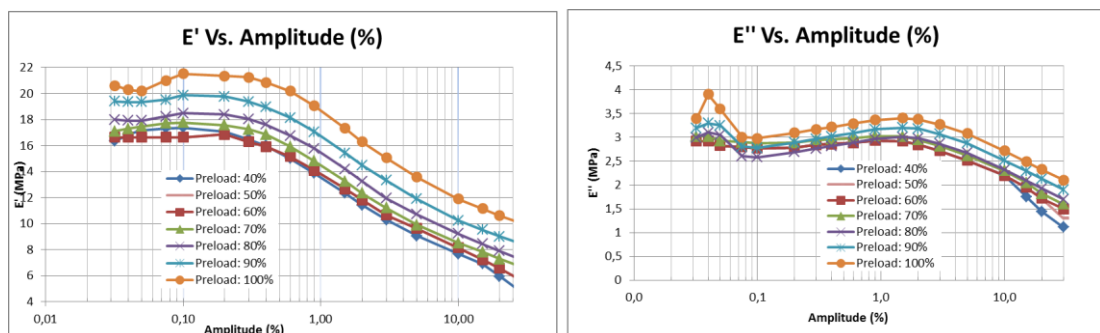 E' Vs. Amplitude (%)
22
20
18
16
14
12
10
8
6
4
E' (MPa)
Preload: 40%
Preload: 50%
Preload: 60%
Preload: 70%
Preload: 80%
Preload: 90%
Preload: 100%
0,01
0,10
1,00
10,00
Amplitude (%)
E'' Vs. Amplitude (%)
4,5
4
3,5
3
2,5
2
1,5
1
0,5
0
E'' (MPa)
Preload: 40%
Preload: 50%
Preload: 60%
Preload: 70%
Preload: 80%
Preload: 90%
Preload: 100%
0,0
0,1
1,0
10,0
Amplitude (%)